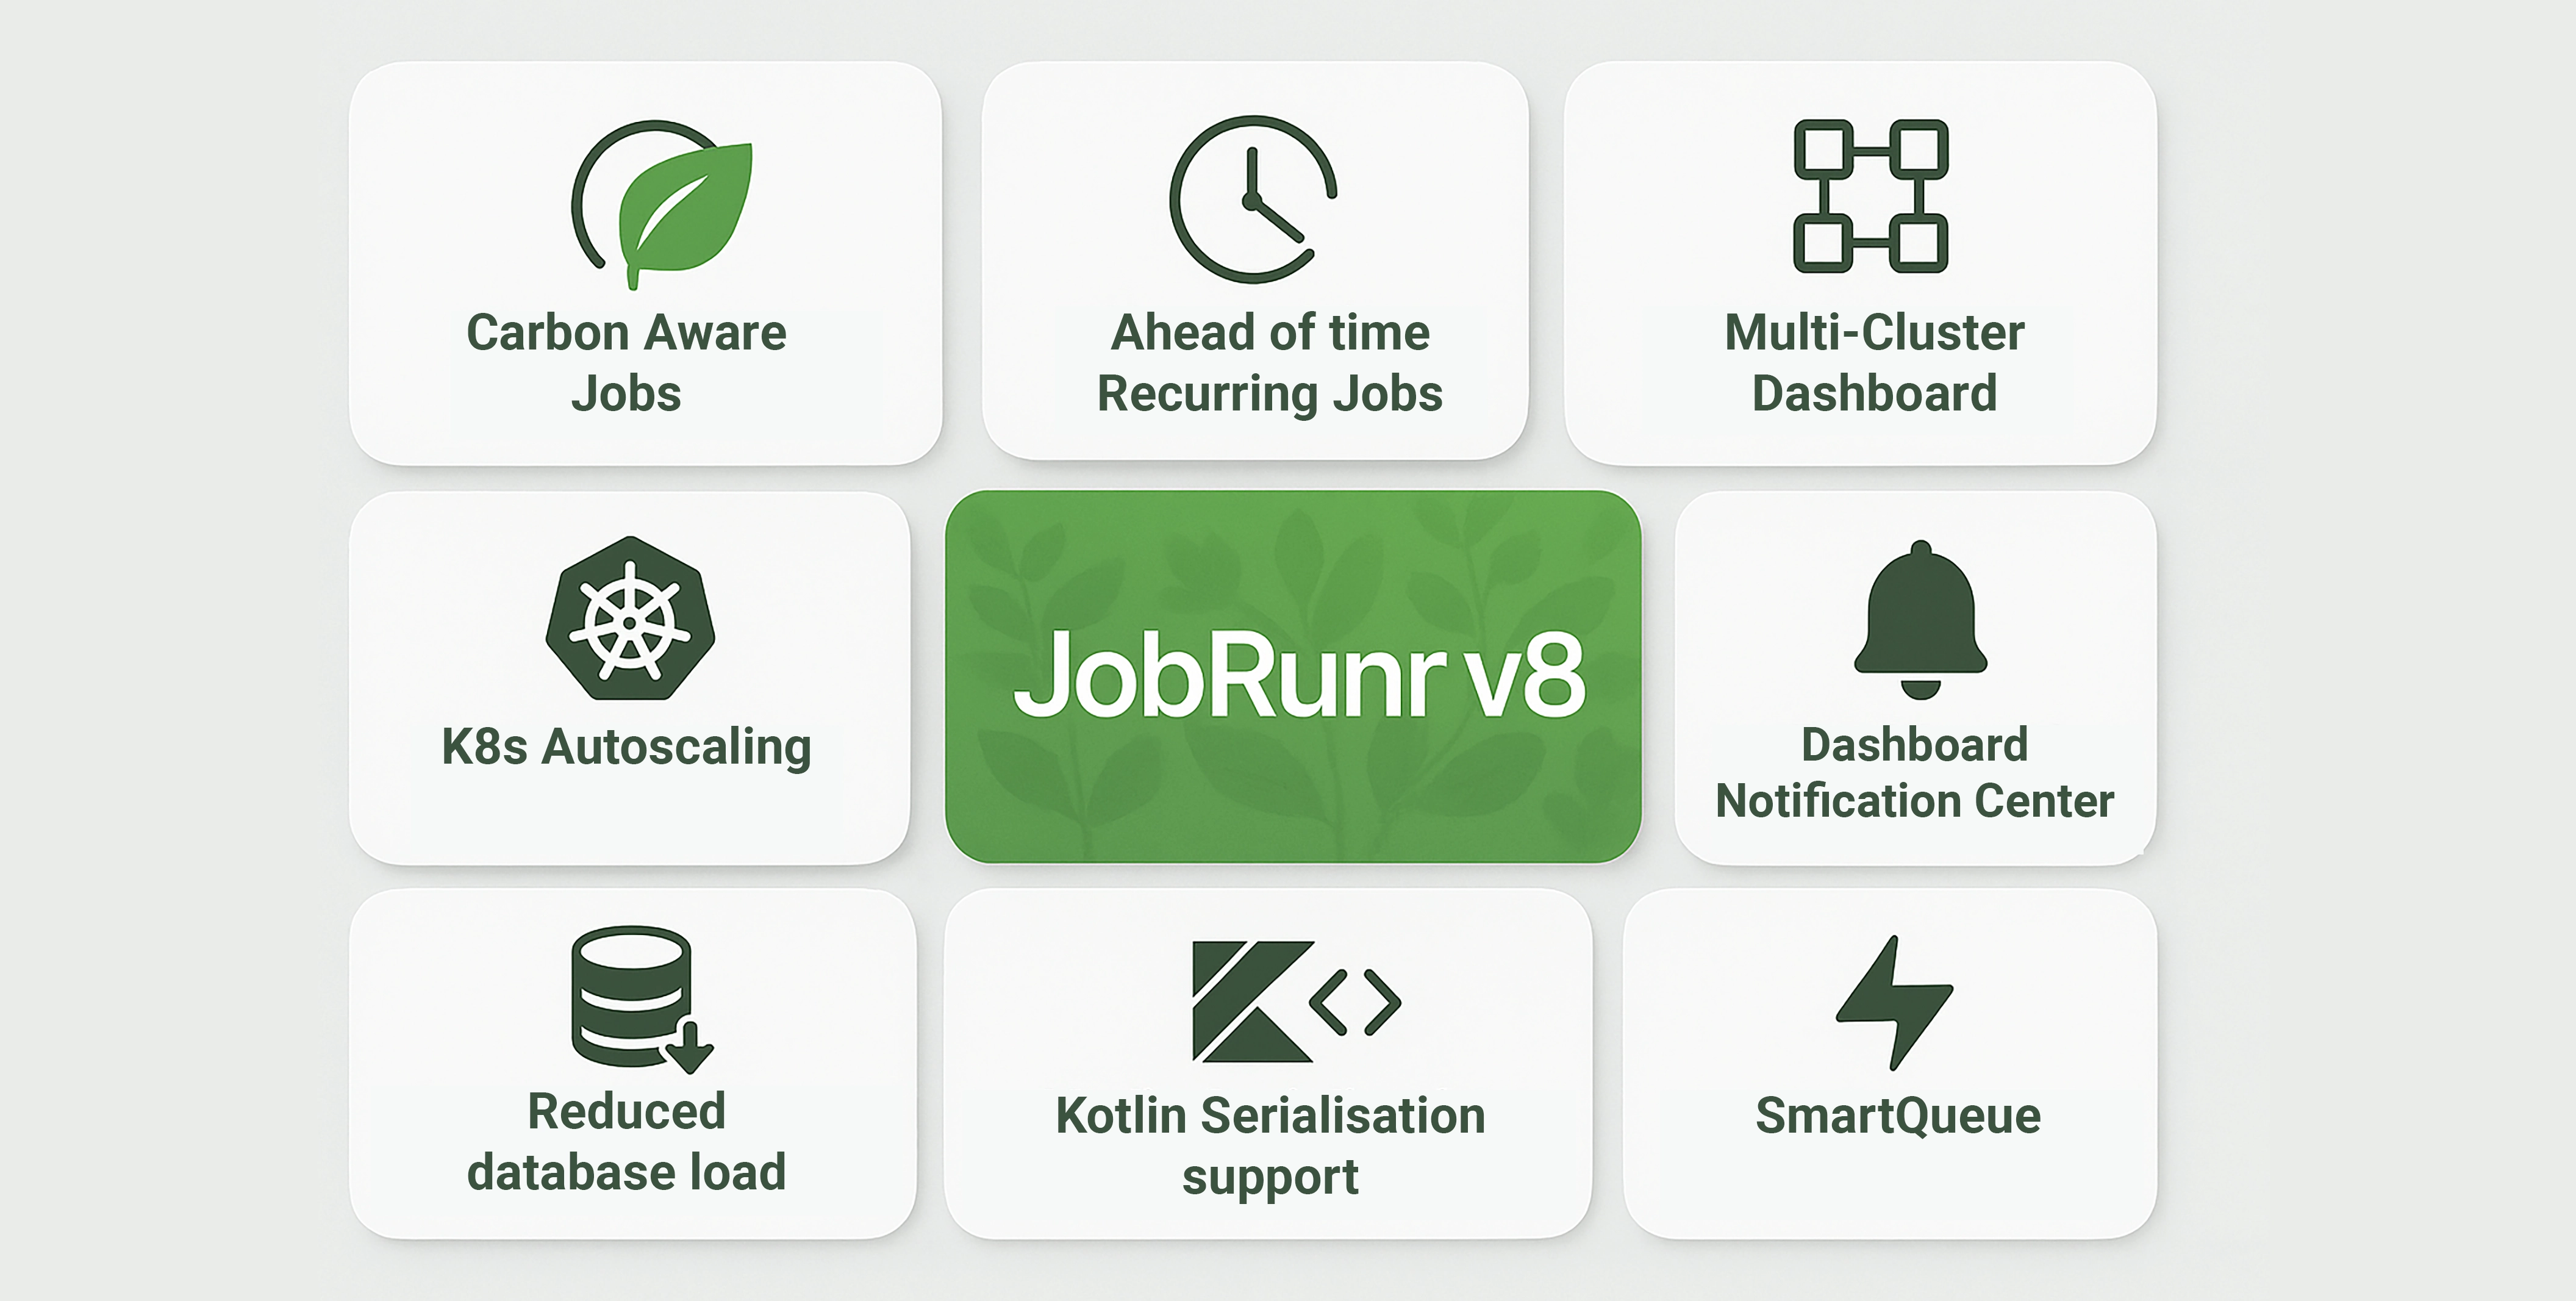 Carbon Aware
Jobs
Ahead of time
Recurring Jobs
Multi-Cluster
Dashboard
K8s Autoscaling
JobRunr v8
Dashboard
Notification Center
Reduced
database load
Kotlin Serialisation
support
SmartQueue